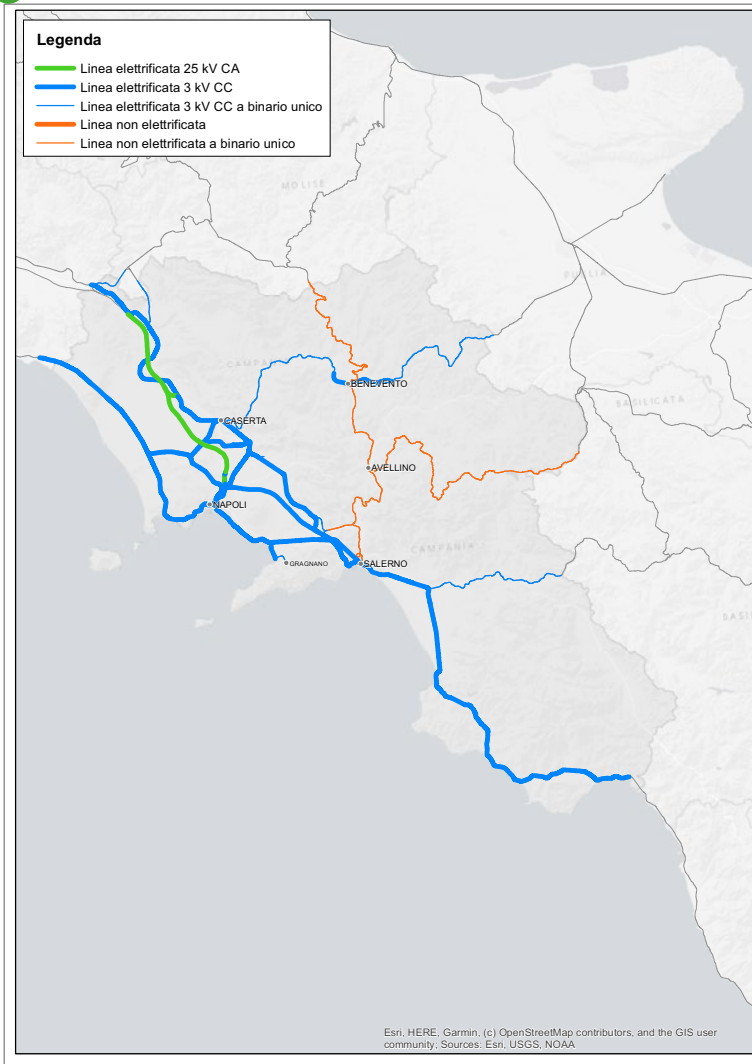 Legenda
Linea elettrificata 25 kV CA
Linea elettrificata 3 kV CC
Linea elettrificata 3 kV CC a binario unico
Linea non elettrificata
Linea non elettrificata a binario unico
MOLISE
PUGLIA
CAMPANIA
BENEVENTO
BASILICATA
CASERTA
AVELLINO
NAPOLI
CAMPANIA
GRAGNANO
SALERNO
Esri, HERE, Garmin, (c) OpenStreetMap contributors, and the GIS user
community; Sources: Esri, USGS, NOAA